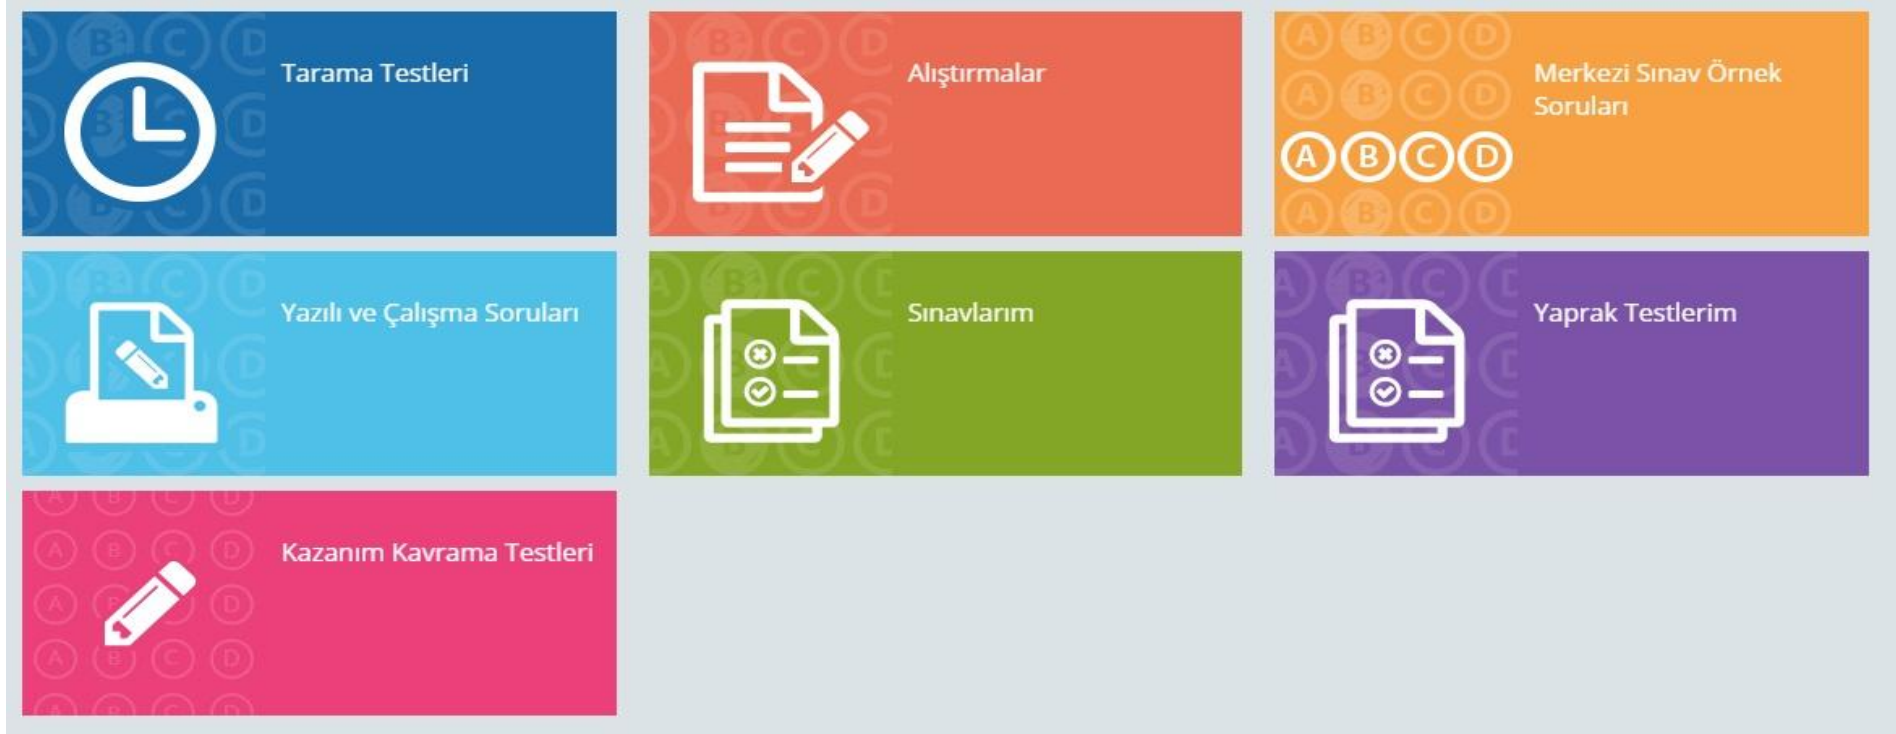 Tarama Testleri
Alıştırmalar
Merkezi Sınav Örnek
Soruları
A B C D
Yazılı ve Çalışma Soruları
Sınavlarım
Yaprak Testlerim
Kazanım Kavrama Testleri